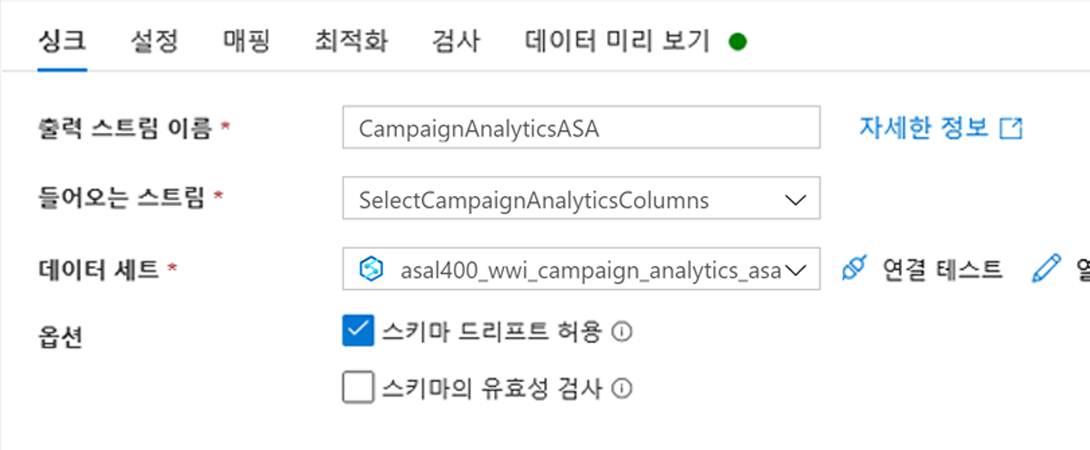 싱크 설정 매핑 최적화 검사 데이터 미리 보기
출력 스트림 이름 * CampaignAnalyticsASA 자세한 정보
들어오는 스트림 * SelectCampaignAnalyticsColumns
데이터 세트 * asal400_wwi_campaign_analytics_asa 연결 테스트
옵션 스키마 드리프트 허용
스키마의 유효성 검사